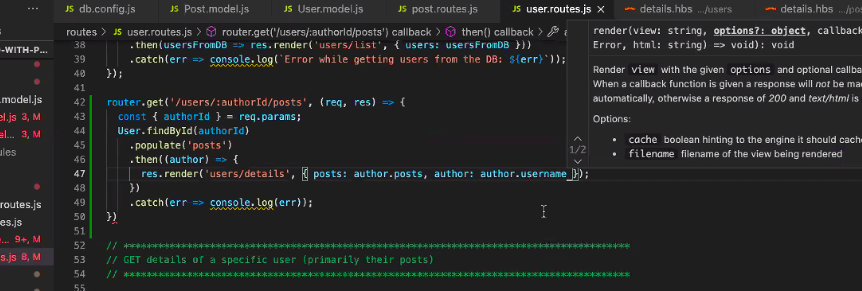 db.config.js JS Post.model.js JS User.model.js JS post.routes.js JS user.routes.js × details.hbs .../users details.hbs
routes > JS user.routes.js > router.get('/users/:authorId/posts') callback > then() callback > author
38 .then(usersFromDB => res.render('users/list', { users: usersFromDB }))
39 .catch(err => console.log(`Error while getting users from the DB: ${err}`));
40 });
41
42 router.get('/users/:authorId/posts', (req, res) => {
43 const { authorId } = req.params;
44 User.findById(authorId)
45 .populate('posts')
46 .then((author) => {
47 res.render('users/details', { posts: author.posts, author: author.username });
48 })
49 .catch(err => console.log(err));
50 })
51
52 // ****************************************************************************************
53 // GET details of a specific user (primarily their posts)
54 // ****************************************************************************************
55
render(view: string, options?: object, callback
Error, html: string) => void): void
Render view with the given options and optional callba
When a callback function is given a response will not be ma
automatically, otherwise a response of 200 and text/html is
Options:
• cache boolean hinting to the engine it should cache
• filename filename of the view being rendered
1/2
D-WITH-P...
.model.js
el.js 3, M
el... 3, M
ules
.model.js
es.js
e... 9+, M
s.js 8, M